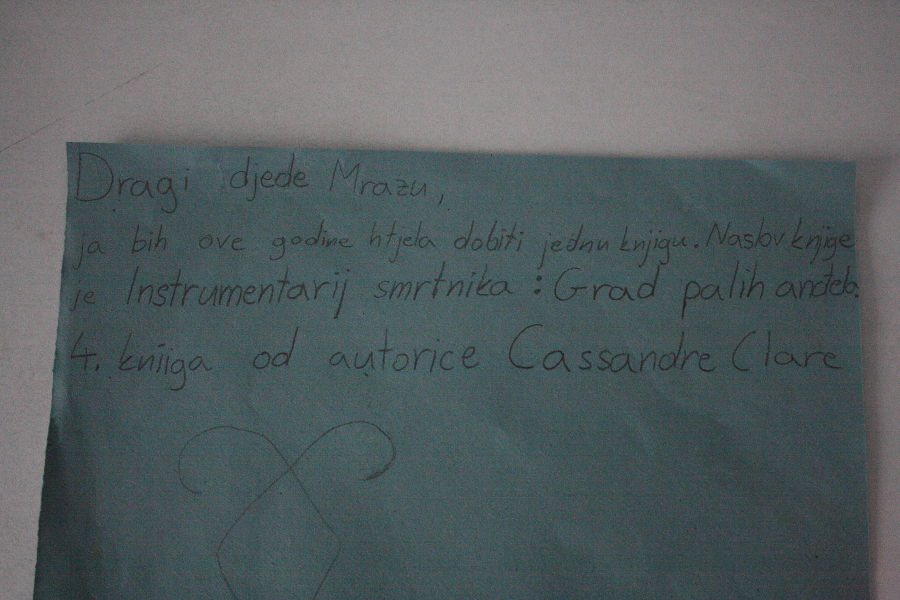 Dragi djede Mrazu,
ja bih ove godine htjela dobiti jednu knjigu. Naslov knjige
je Instrumentarij smrtnika : Grad palih anđela.
4. knjiga od autorice Cassandre Clare